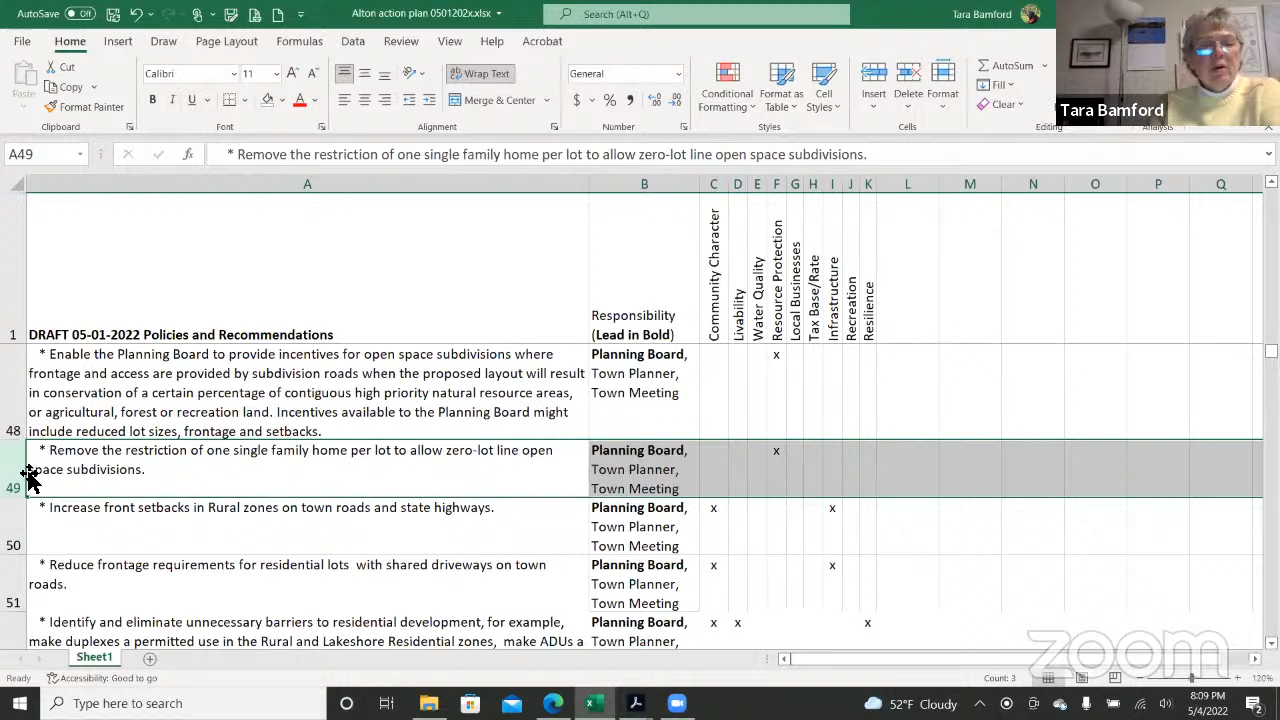 AutoSave Off
Alton action plan 0501202xxlsx
Search (Alt+Q)
Tara Bamford
File Home Insert Draw Page Layout Formulas Data Review View Help Acrobat
Paste
Cut
Copy
Format Painter
Clipboard
Calibri 11
B I U
Font
Wrap Text
Merge & Center
Alignment
General
$ % ,
Number
Conditional Formatting
Format as Table
Cell Styles
Styles
Insert Delete Format
Cells
AutoSum
Fill
Clear
Editing
Analysis
Tara Bamford
A49
fx
* Remove the restriction of one single family home per lot to allow zero-lot line open space subdivisions.
A B C D E F G H I J K L M N O P Q
1
DRAFT 05-01-2022 Policies and Recommendations
Responsibility
(Lead in Bold)
Community Character
Livability
Water Quality
Resource Protection
Local Businesses
Tax Base/Rate
Infrastructure
Recreation
Resilience
48
* Enable the Planning Board to provide incentives for open space subdivisions where
frontage and access are provided by subdivision roads when the proposed layout will result
in conservation of a certain percentage of contiguous high priority natural resource areas,
or agricultural, forest or recreation land. Incentives available to the Planning Board might
include reduced lot sizes, frontage and setbacks.
Planning Board,
Town Planner,
Town Meeting
x
49
* Remove the restriction of one single family home per lot to allow zero-lot line open
space subdivisions.
Planning Board,
Town Planner,
Town Meeting
x
50
* Increase front setbacks in Rural zones on town roads and state highways.
Planning Board,
Town Planner,
Town Meeting
x x
51
* Reduce frontage requirements for residential lots with shared driveways on town
roads.
Planning Board,
Town Planner,
Town Meeting
x x
* Identify and eliminate unnecessary barriers to residential development, for example,
make duplexes a permitted use in the Rural and Lakeshore Residential zones, make ADUs a
Planning Board,
Town Planner,
x x x
zoom
Sheet1
Ready
Accessibility: Good to go
Count: 3
120%
Type here to search
52°F Cloudy
8:09 PM
5/4/2022
2